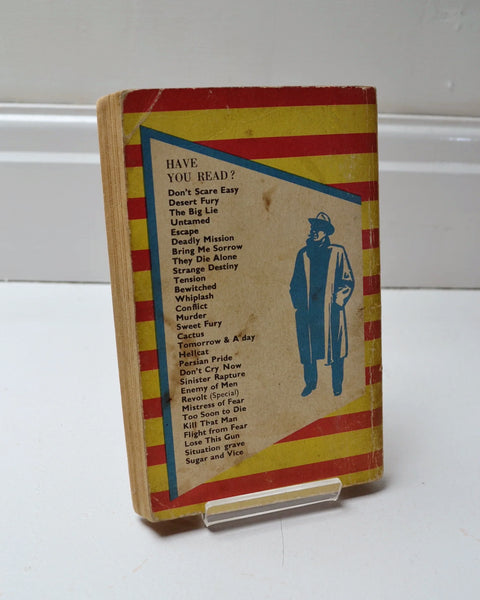 HAVE
YOU READ?
Don't Scare Easy
Desert Fury
The Big Lie
Untamed
Escape
Deadly Mission
Bring Me Sorrow
They Die Alone
Strange Destiny
Tension
Bewitched
Whiplash
Conflict
Murder
Sweet Fury
Cactus
Tomorrow & A day
Hellcat
Persian Pride
Don't Cry Now
Sinister Rapture
Enemy of Men
Revolt (Special)
Mistress of Fear
Too Soon to Die
Kill That Man
Flight from Fear
Lose This Gun
Situation grave
Sugar and Vice